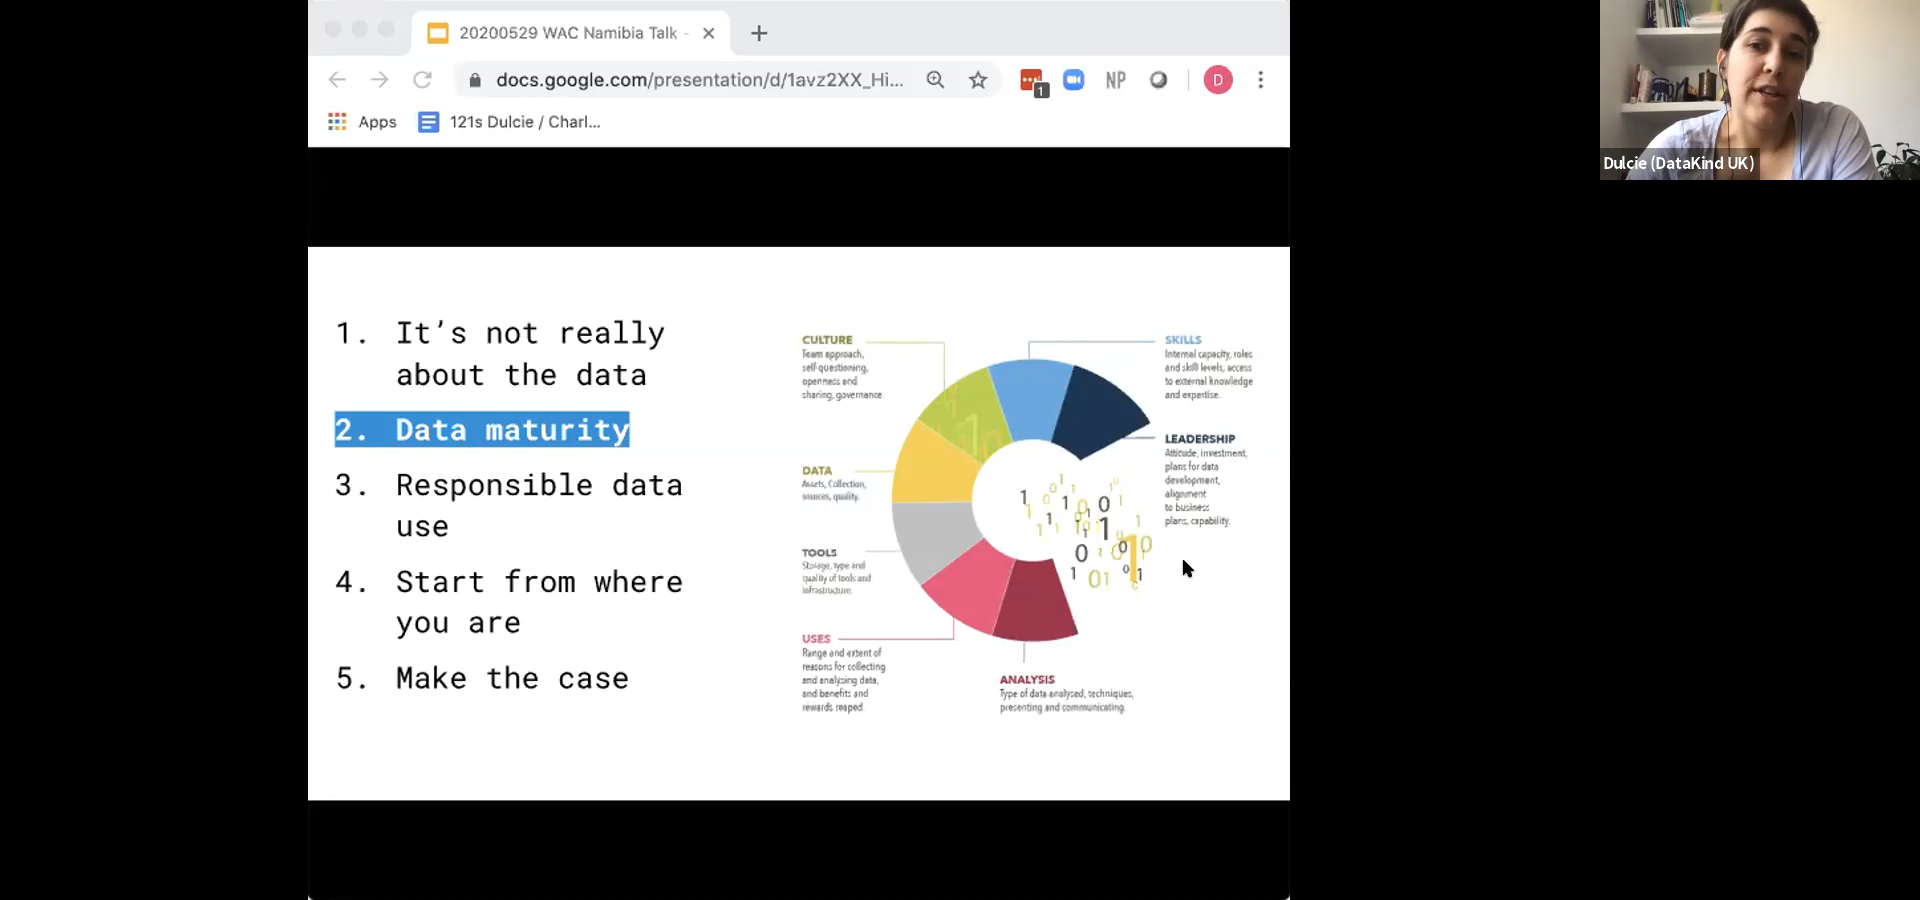 20200529 WAC Namibia Talk -
docs.google.com/presentation/d/1avz2XX_Hi...
1
NP
D
Apps
121s Dulcie / Charl...
Dulcie (DataKind UK)
1. It’s not really
about the data
2. Data maturity
3. Responsible data
use
4. Start from where
you are
5. Make the case
CULTURE
Team approach,
self-questioning,
openness and
sharing, governance.
DATA
Assets, Collection,
sources, quality.
TOOLS
Storage, type and
quality of tools and
infrastructure.
USES
Range and extent of
reasons for collecting
and analysing data,
and benefits and
rewards reaped
ANALYSIS
Type of data analysed, techniques,
presenting and communicating.
SKILLS
Internal capacity, roles
and skill levels, access
to external knowledge
and expertise.
LEADERSHIP
Attitude, investment,
plans for data
development,
alignment
to business
plans, capability.